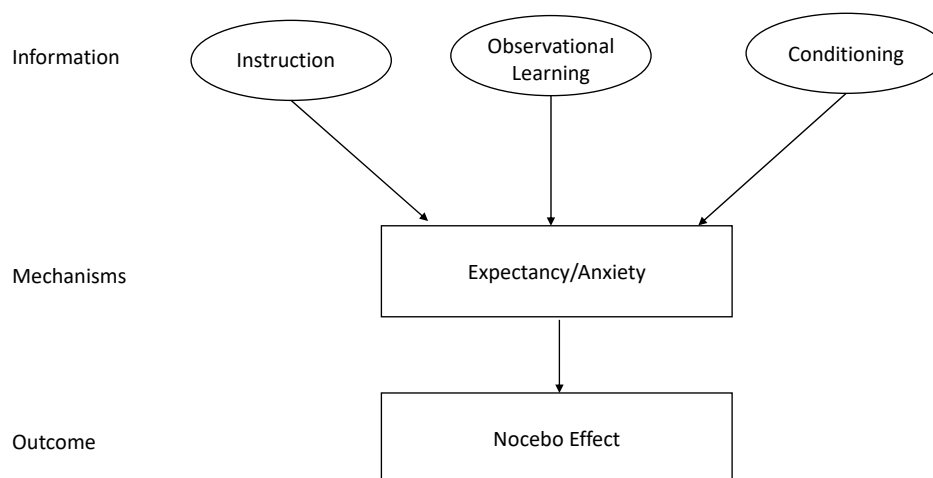 Information
Instruction
Observational
Learning
Conditioning
Mechanisms
Expectancy/Anxiety
Outcome
Nocebo Effect